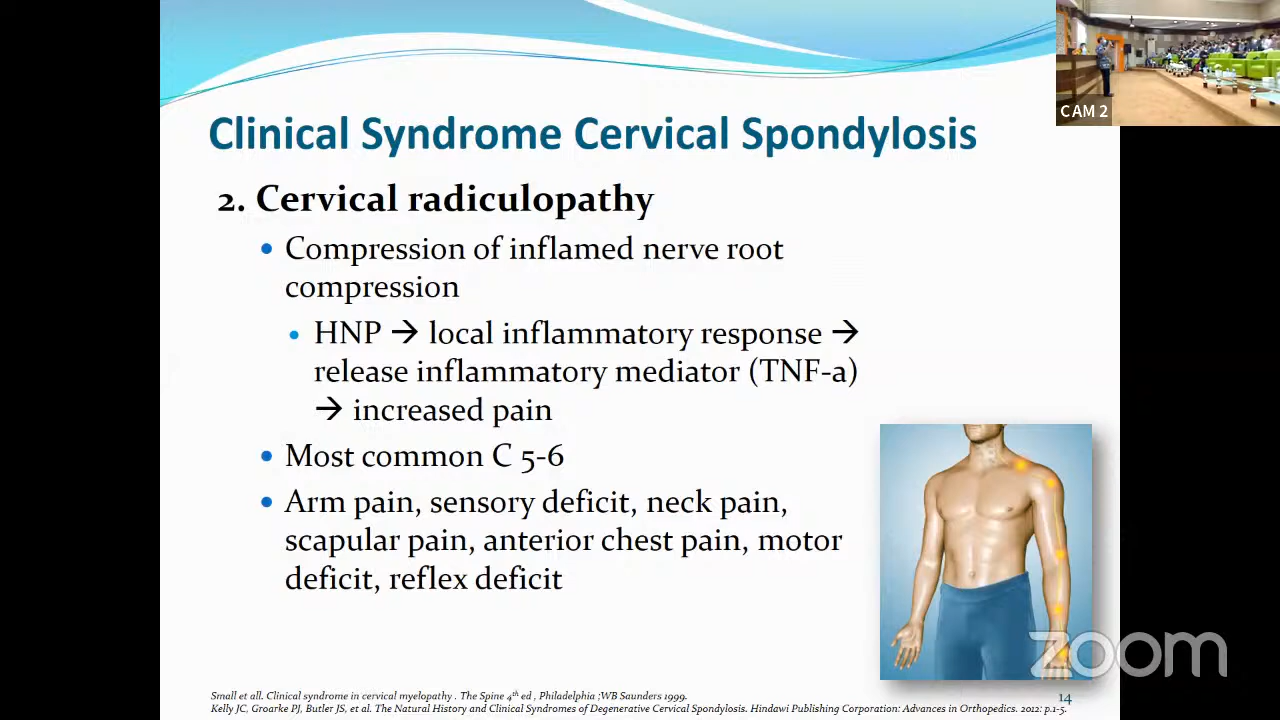 CAM 2
Clinical Syndrome Cervical Spondylosis
2. Cervical radiculopathy
• Compression of inflamed nerve root
compression
• HNP → local inflammatory response →
release inflammatory mediator (TNF-a)
→ increased pain
• Most common C 5-6
• Arm pain, sensory deficit, neck pain,
scapular pain, anterior chest pain, motor
deficit, reflex deficit
zoom
Small et all. Clinical syndrome in cervical myelopathy . The Spine 4th ed , Philadelphia ;WB Saunders 1999.
14
Kelly JC, Groarke PJ, Butler JS, et al. The Natural History and Clinical Syndromes of Degenerative Cervical Spondylosis. Hindawi Publishing Corporation: Advances in Orthopedics. 2012: p.1-5.